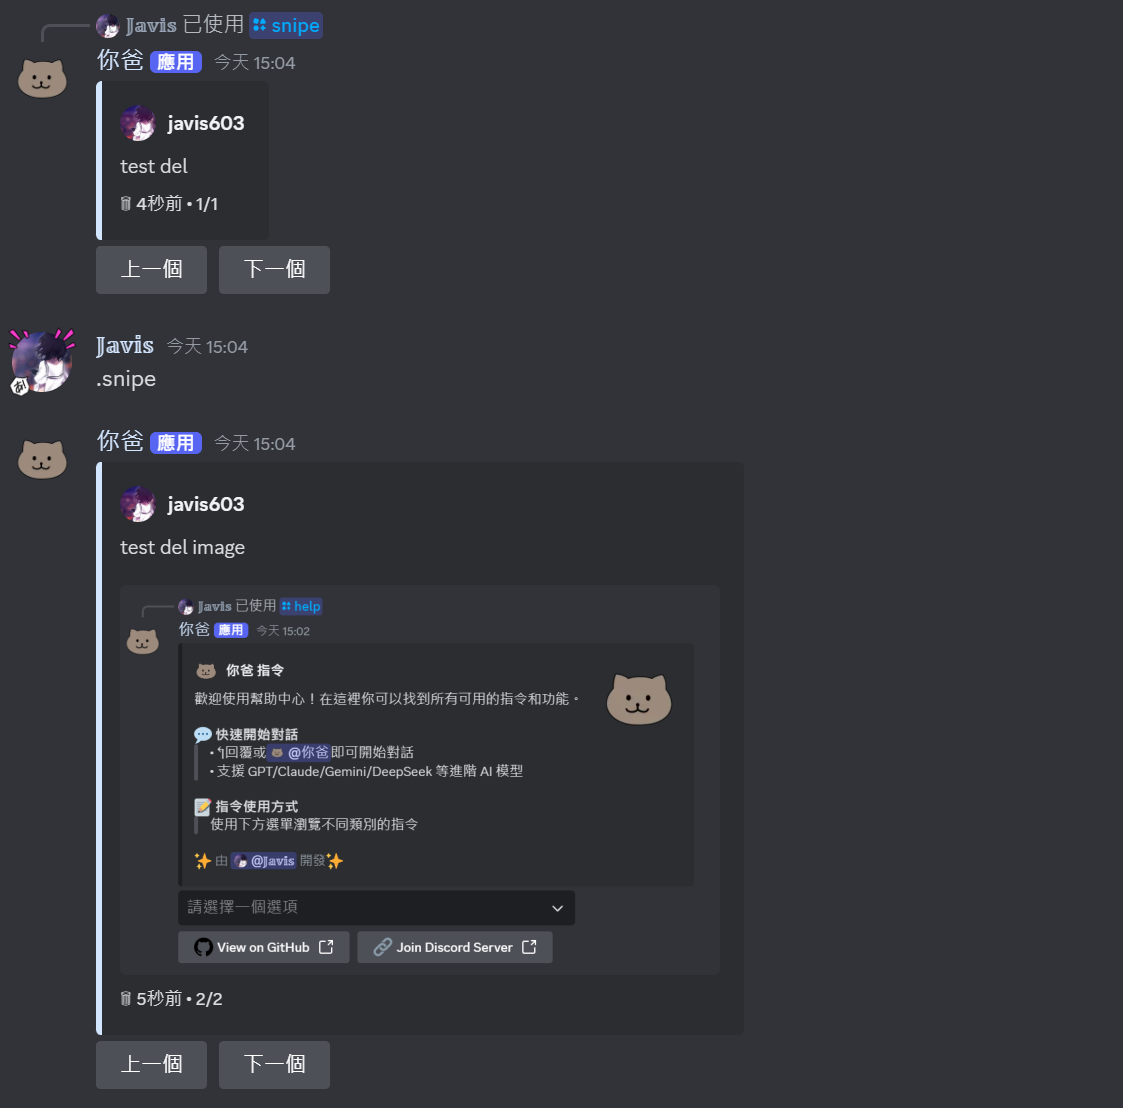 Javis 已使用 snipe
你爸 應用 今天 15:04
javis603
test del
4秒前 • 1/1
上一個 下一個
Javis 今天 15:04
あ!
.snipe
你爸 應用 今天 15:04
javis603
test del image
Javis 已使用 help
你爸 應用 今天 15:02
你爸 指令
歡迎使用幫助中心！在這裡你可以找到所有可用的指令和功能。
快速開始對話
• ↰回覆或 @你爸 即可開始對話
• 支援 GPT/Claude/Gemini/DeepSeek 等進階 AI 模型
指令使用方式
使用下方選單瀏覽不同類別的指令
由 @Javis 開發
請選擇一個選項
View on GitHub Join Discord Server
5秒前 • 2/2
上一個 下一個